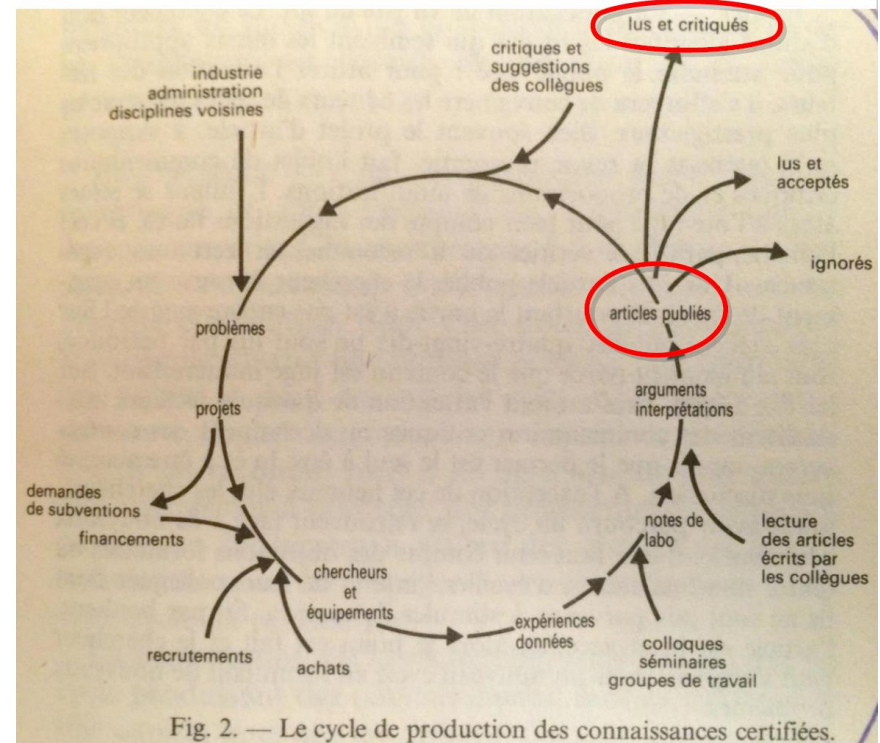 lus et critiqués
critiques et
suggestions
des collègues
industrie
administration
disciplines voisines
lus et
acceptés
ignorés
problèmes
articles publiés
projets
arguments
interprétations
demandes
de subventions
financements
notes de
labo
lecture
des articles
écrits par
les collègues
chercheurs
et
équipements
expériences
données
recrutements
achats
colloques
séminaires
groupes de travail
Fig. 2. — Le cycle de production des connaissances certifiées.